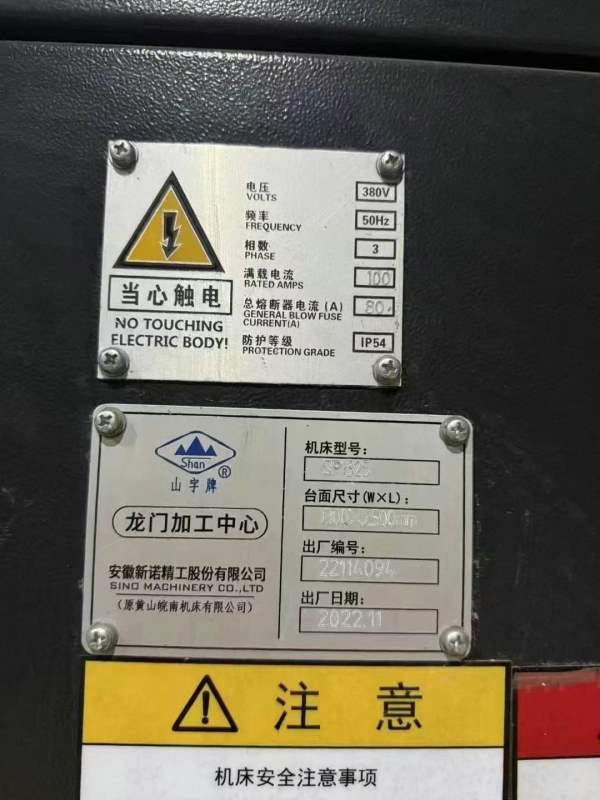 电压
VOLTS
380V
频率
FREQUENCY
50Hz
相数
PHASE
3
满载电流
RATED AMPS
100
总熔断器电流(A)
GENERAL BLOW FUSE
CURRENT(A)
80
防护等级
PROTECTION GRADE
IP54
当心触电
NO TOUCHING
ELECTRIC BODY!
Shan
®
山字牌
龙门加工中心
安徽新诺精工股份有限公司
SINO MACHINERY CO.,LTD
(原黄山皖南机床有限公司)
机床型号:
台面尺寸(W×L):
出厂编号:
22114094
出厂日期:
2022.11
注意
机床安全注意事项